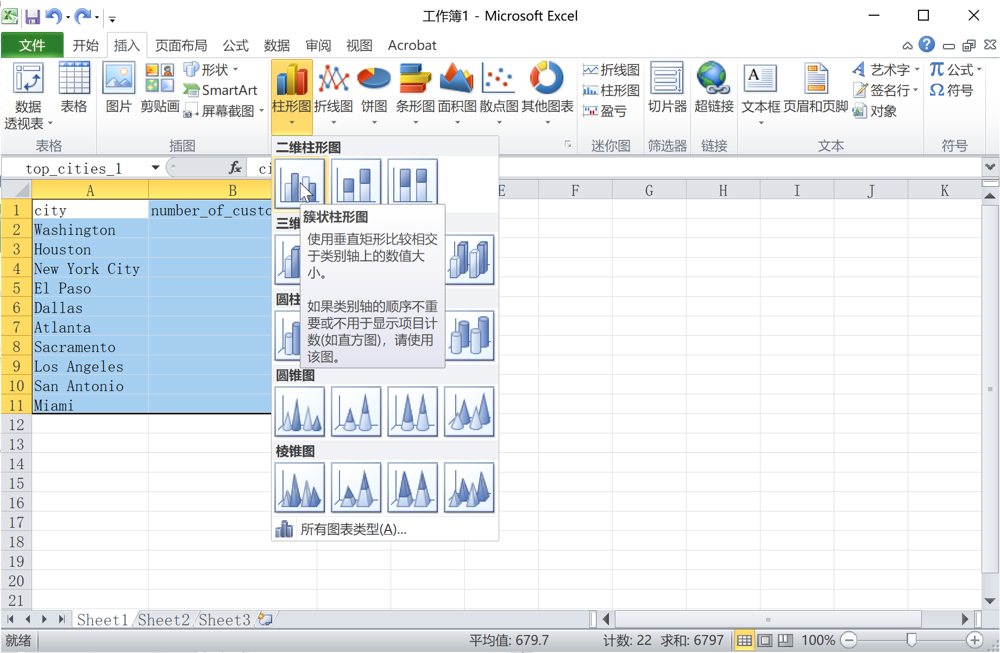 工作簿1 - Microsoft Excel
文件 开始 插入 页面布局 公式 数据 审阅 视图 Acrobat
数据
透视表
表格
图片
剪贴画
形状
SmartArt
屏幕截图
柱形图
折线图
饼图
条形图
面积图
散点图
其他图表
折线图
柱形图
盈亏
切片器
超链接
文本框
页眉和页脚
艺术字
签名行
对象
公式
符号
表格
插图
迷你图
筛选器
链接
文本
符号
top_cities_1
fx
ci
A B E F G H I J K
1 city number_of_custo
2 Washington
3 Houston
4 New York City
5 El Paso
6 Dallas
7 Atlanta
8 Sacramento
9 Los Angeles
10 San Antonio
11 Miami
12
13
14
15
16
17
18
19
20
21
二维柱形图
三维
圆柱
圆锥图
棱锥图
所有图表类型(A)...
簇状柱形图
使用垂直矩形比较相交
于类别轴上的数值大
小。
如果类别轴的顺序不重
要或不用于显示项目计
数(如直方图)，请使用
该图。
Sheet1 Sheet2 Sheet3
就绪
平均值: 679.7
计数: 22
求和: 6797
100%